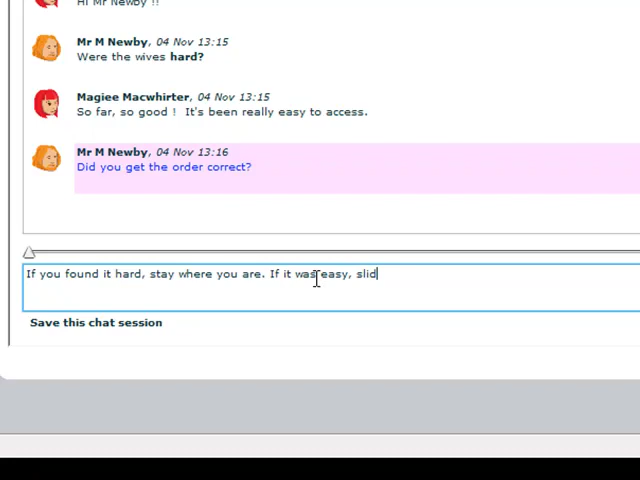 Hi Mr Newby !!
Mr M Newby, 04 Nov 13:15
Were the wives hard?
Magiee Macwhirter, 04 Nov 13:15
So far, so good ! It's been really easy to access.
Mr M Newby, 04 Nov 13:16
Did you get the order correct?
If you found it hard, stay where you are. If it was easy, slid
Save this chat session